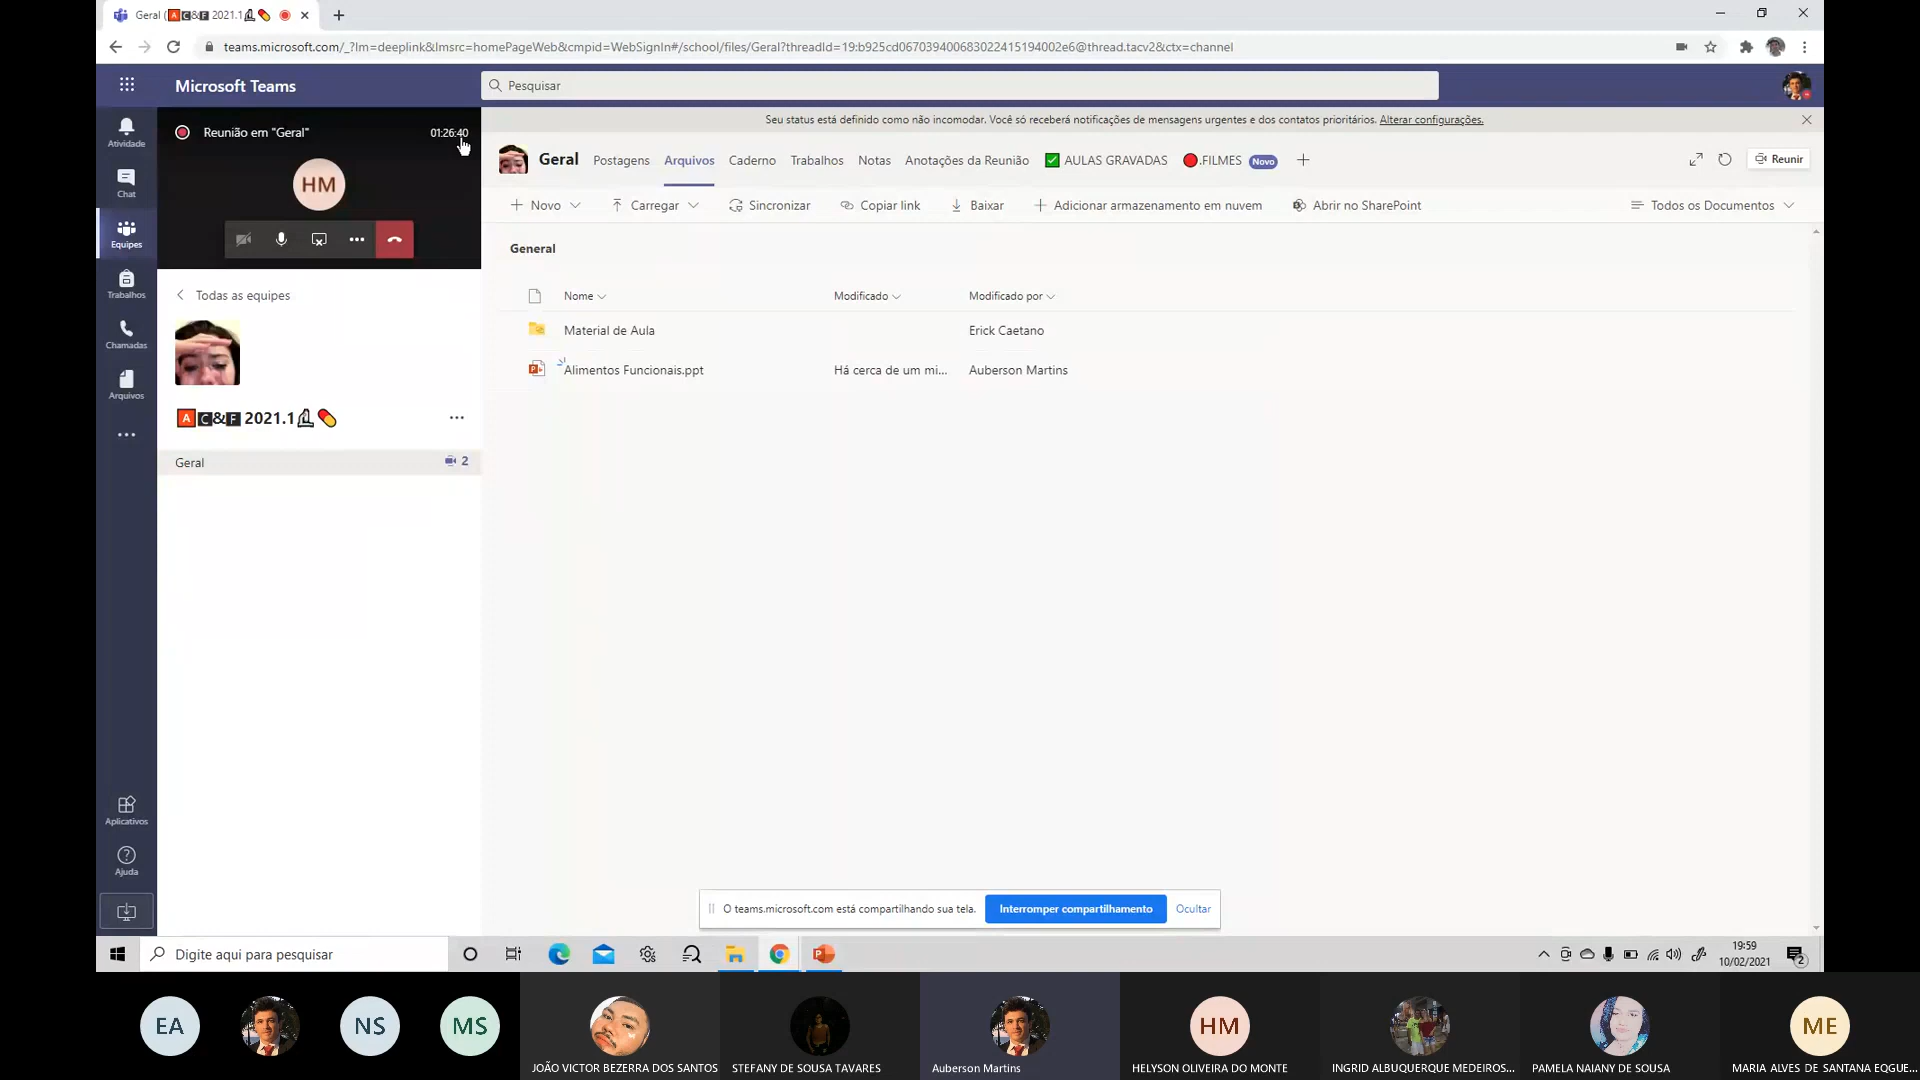 Geral (🅰🅲&🅵 2021.1🔬💊
teams.microsoft.com/_?lm=deeplink&lmsrc=homePageWeb&cmpid=WebSignIn#/school/files/Geral?threadId=19:b925cd067039400683022415194002e6@thread.tacv2&ctx=channel
Microsoft Teams
Pesquisar
Seu status está definido como não incomodar. Você só receberá notificações de mensagens urgentes e dos contatos prioritários. Alterar configurações.
Atividade
Chat
Equipes
Trabalhos
Chamadas
Arquivos
Aplicativos
Ajuda
Reunião em "Geral"
01:26:40
HM
Todas as equipes
🅰🅲&🅵 2021.1🔬💊
Geral
2
Geral Postagens Arquivos Caderno Trabalhos Notas Anotações da Reunião ✅ AULAS GRAVADAS 🔴.FILMES Novo
Reunir
Novo Carregar Sincronizar Copiar link Baixar Adicionar armazenamento em nuvem Abrir no SharePoint Todos os Documentos
General
Nome Modificado Modificado por
Material de Aula Erick Caetano
Alimentos Funcionais.ppt Há cerca de um mi... Auberson Martins
O teams.microsoft.com está compartilhando sua tela. Interromper compartilhamento Ocultar
Digite aqui para pesquisar
19:59
10/02/2021
2
EA
NS
MS
HM
ME
JOÃO VICTOR BEZERRA DOS SANTOS
STEFANY DE SOUSA TAVARES
Auberson Martins
HELYSON OLIVEIRA DO MONTE
INGRID ALBUQUERQUE MEDEIROS...
PAMELA NAIANY DE SOUSA
MARIA ALVES DE SANTANA EQGUE...